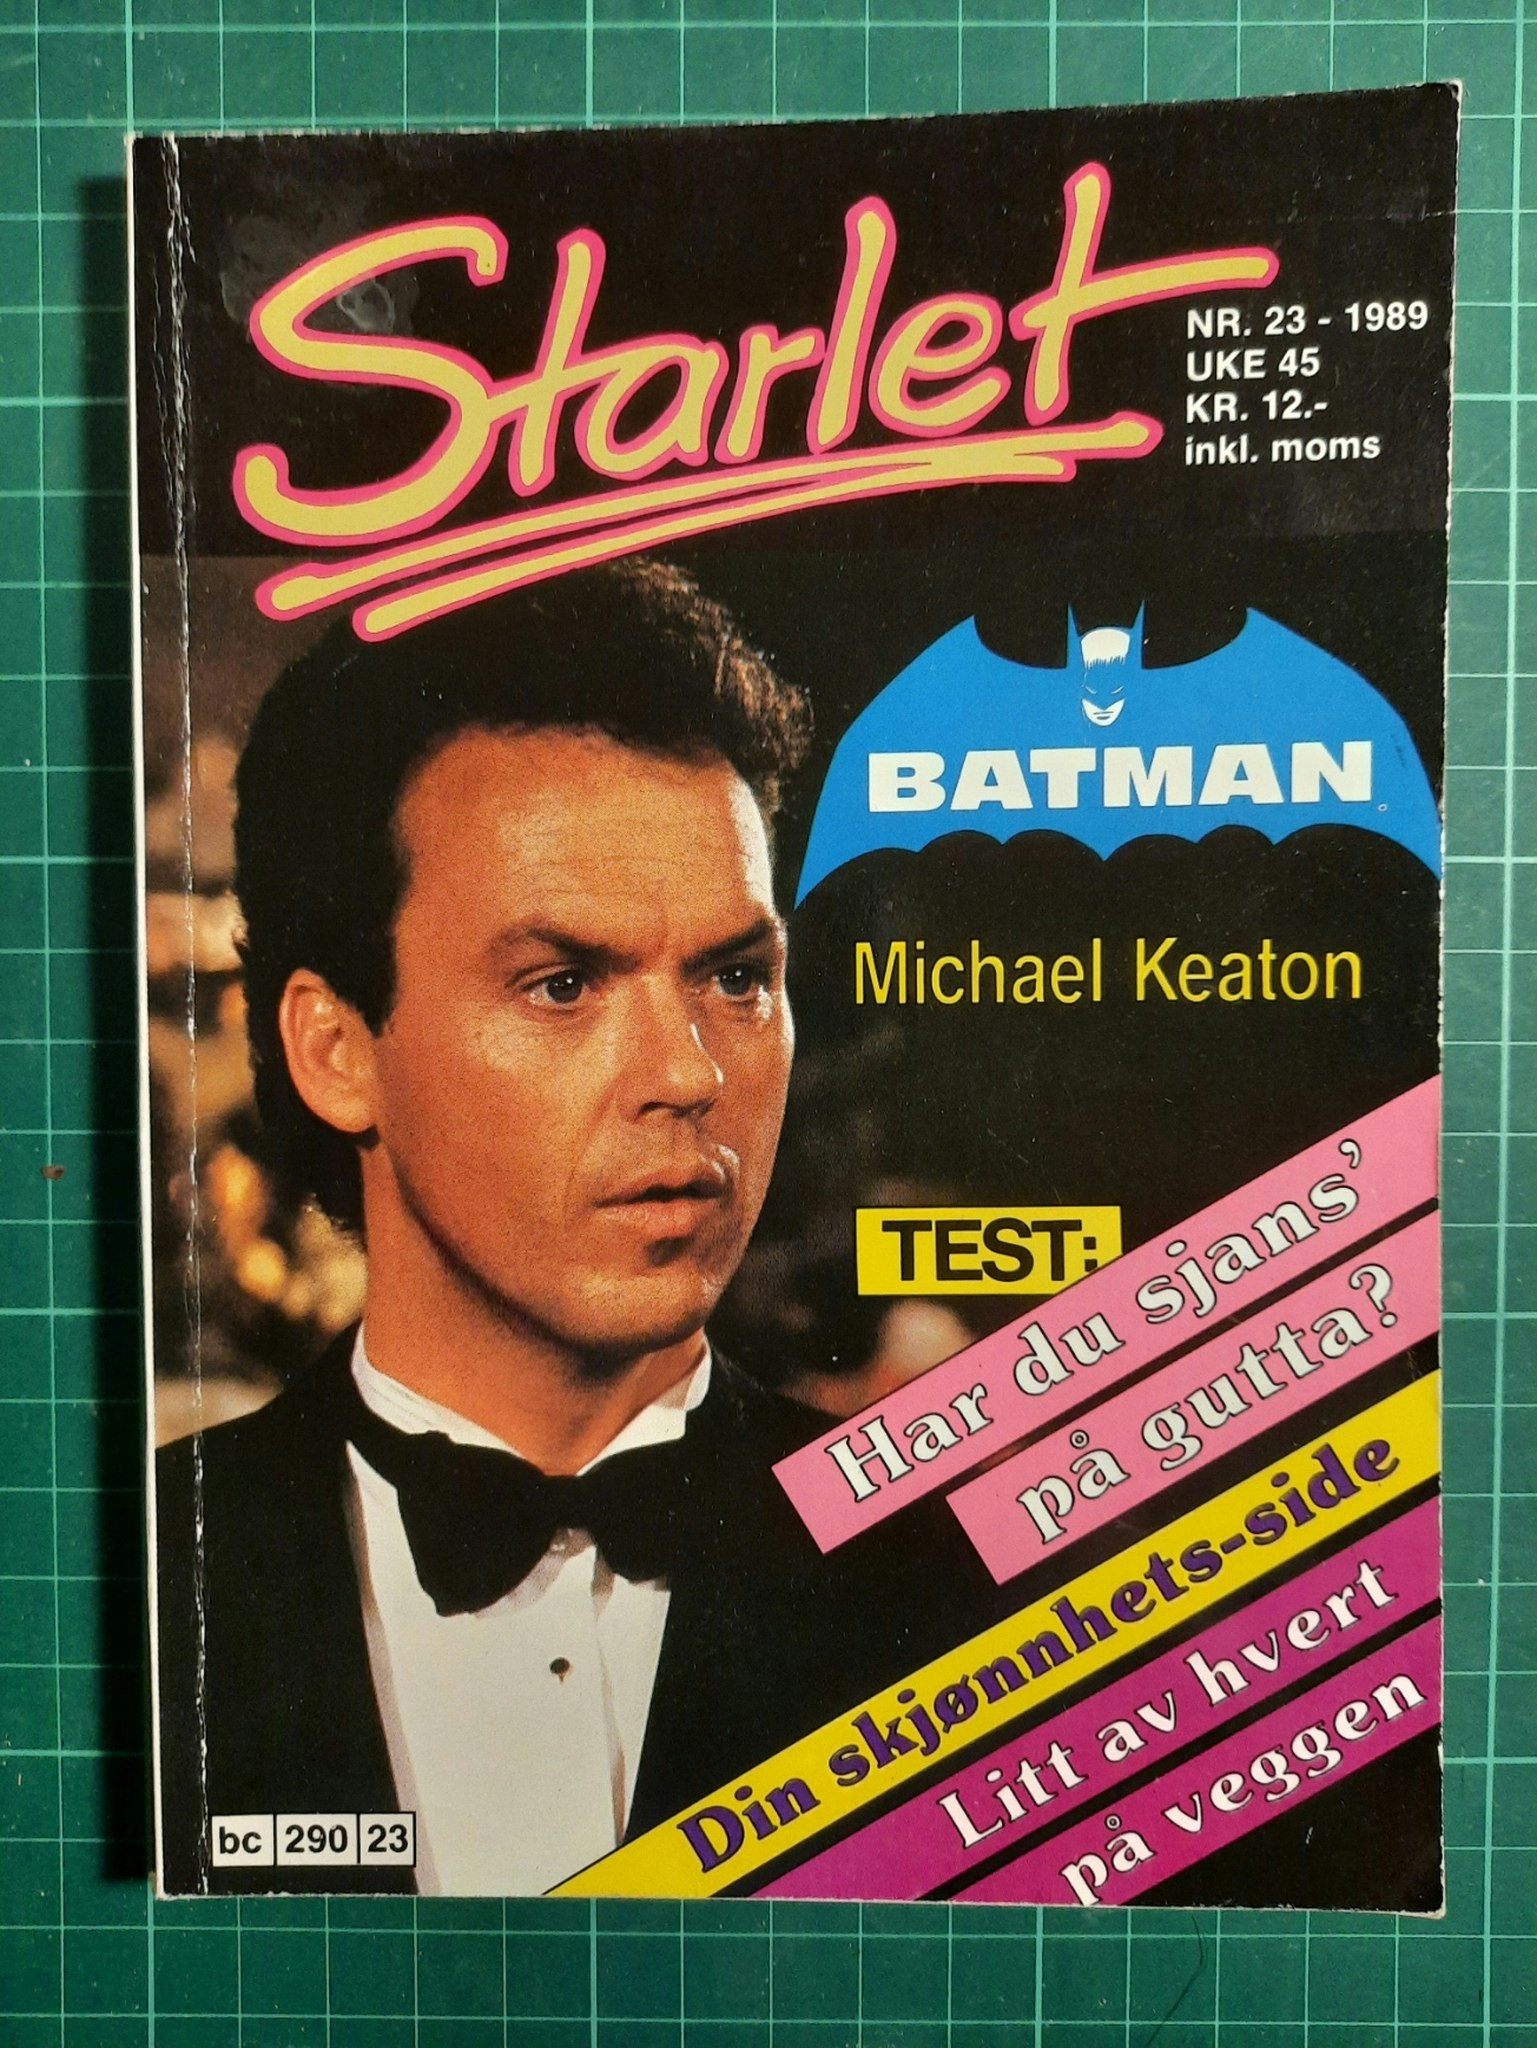 Starlet
NR. 23 - 1989
UKE 45
KR. 12.-
inkl. moms
BATMAN
Michael Keaton
TEST:
Har du sjans'
på gutta?
Din skjønnhets-side
Litt av hvert
på veggen
bc 290 23